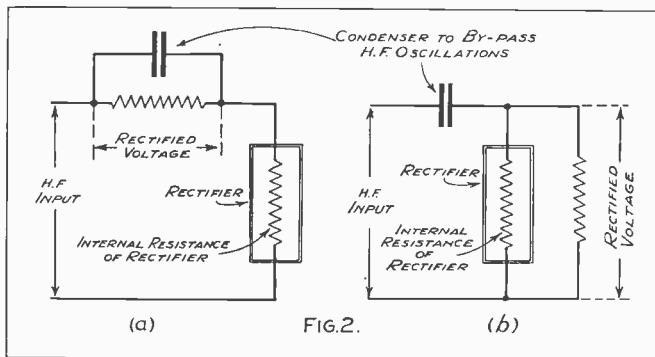 CONDENSER TO BY-PASS
H.F. OSCILLATIONS
RECTIFIED
VOLTAGE
H.F.
INPUT
RECTIFIER
INTERNAL RESISTANCE
OF RECTIFIER
(a)
FIG.2.
H.F.
INPUT
RECTIFIER
INTERNAL
RESISTANCE
OF
RECTIFIER
RECTIFIED
VOLTAGE
(b)